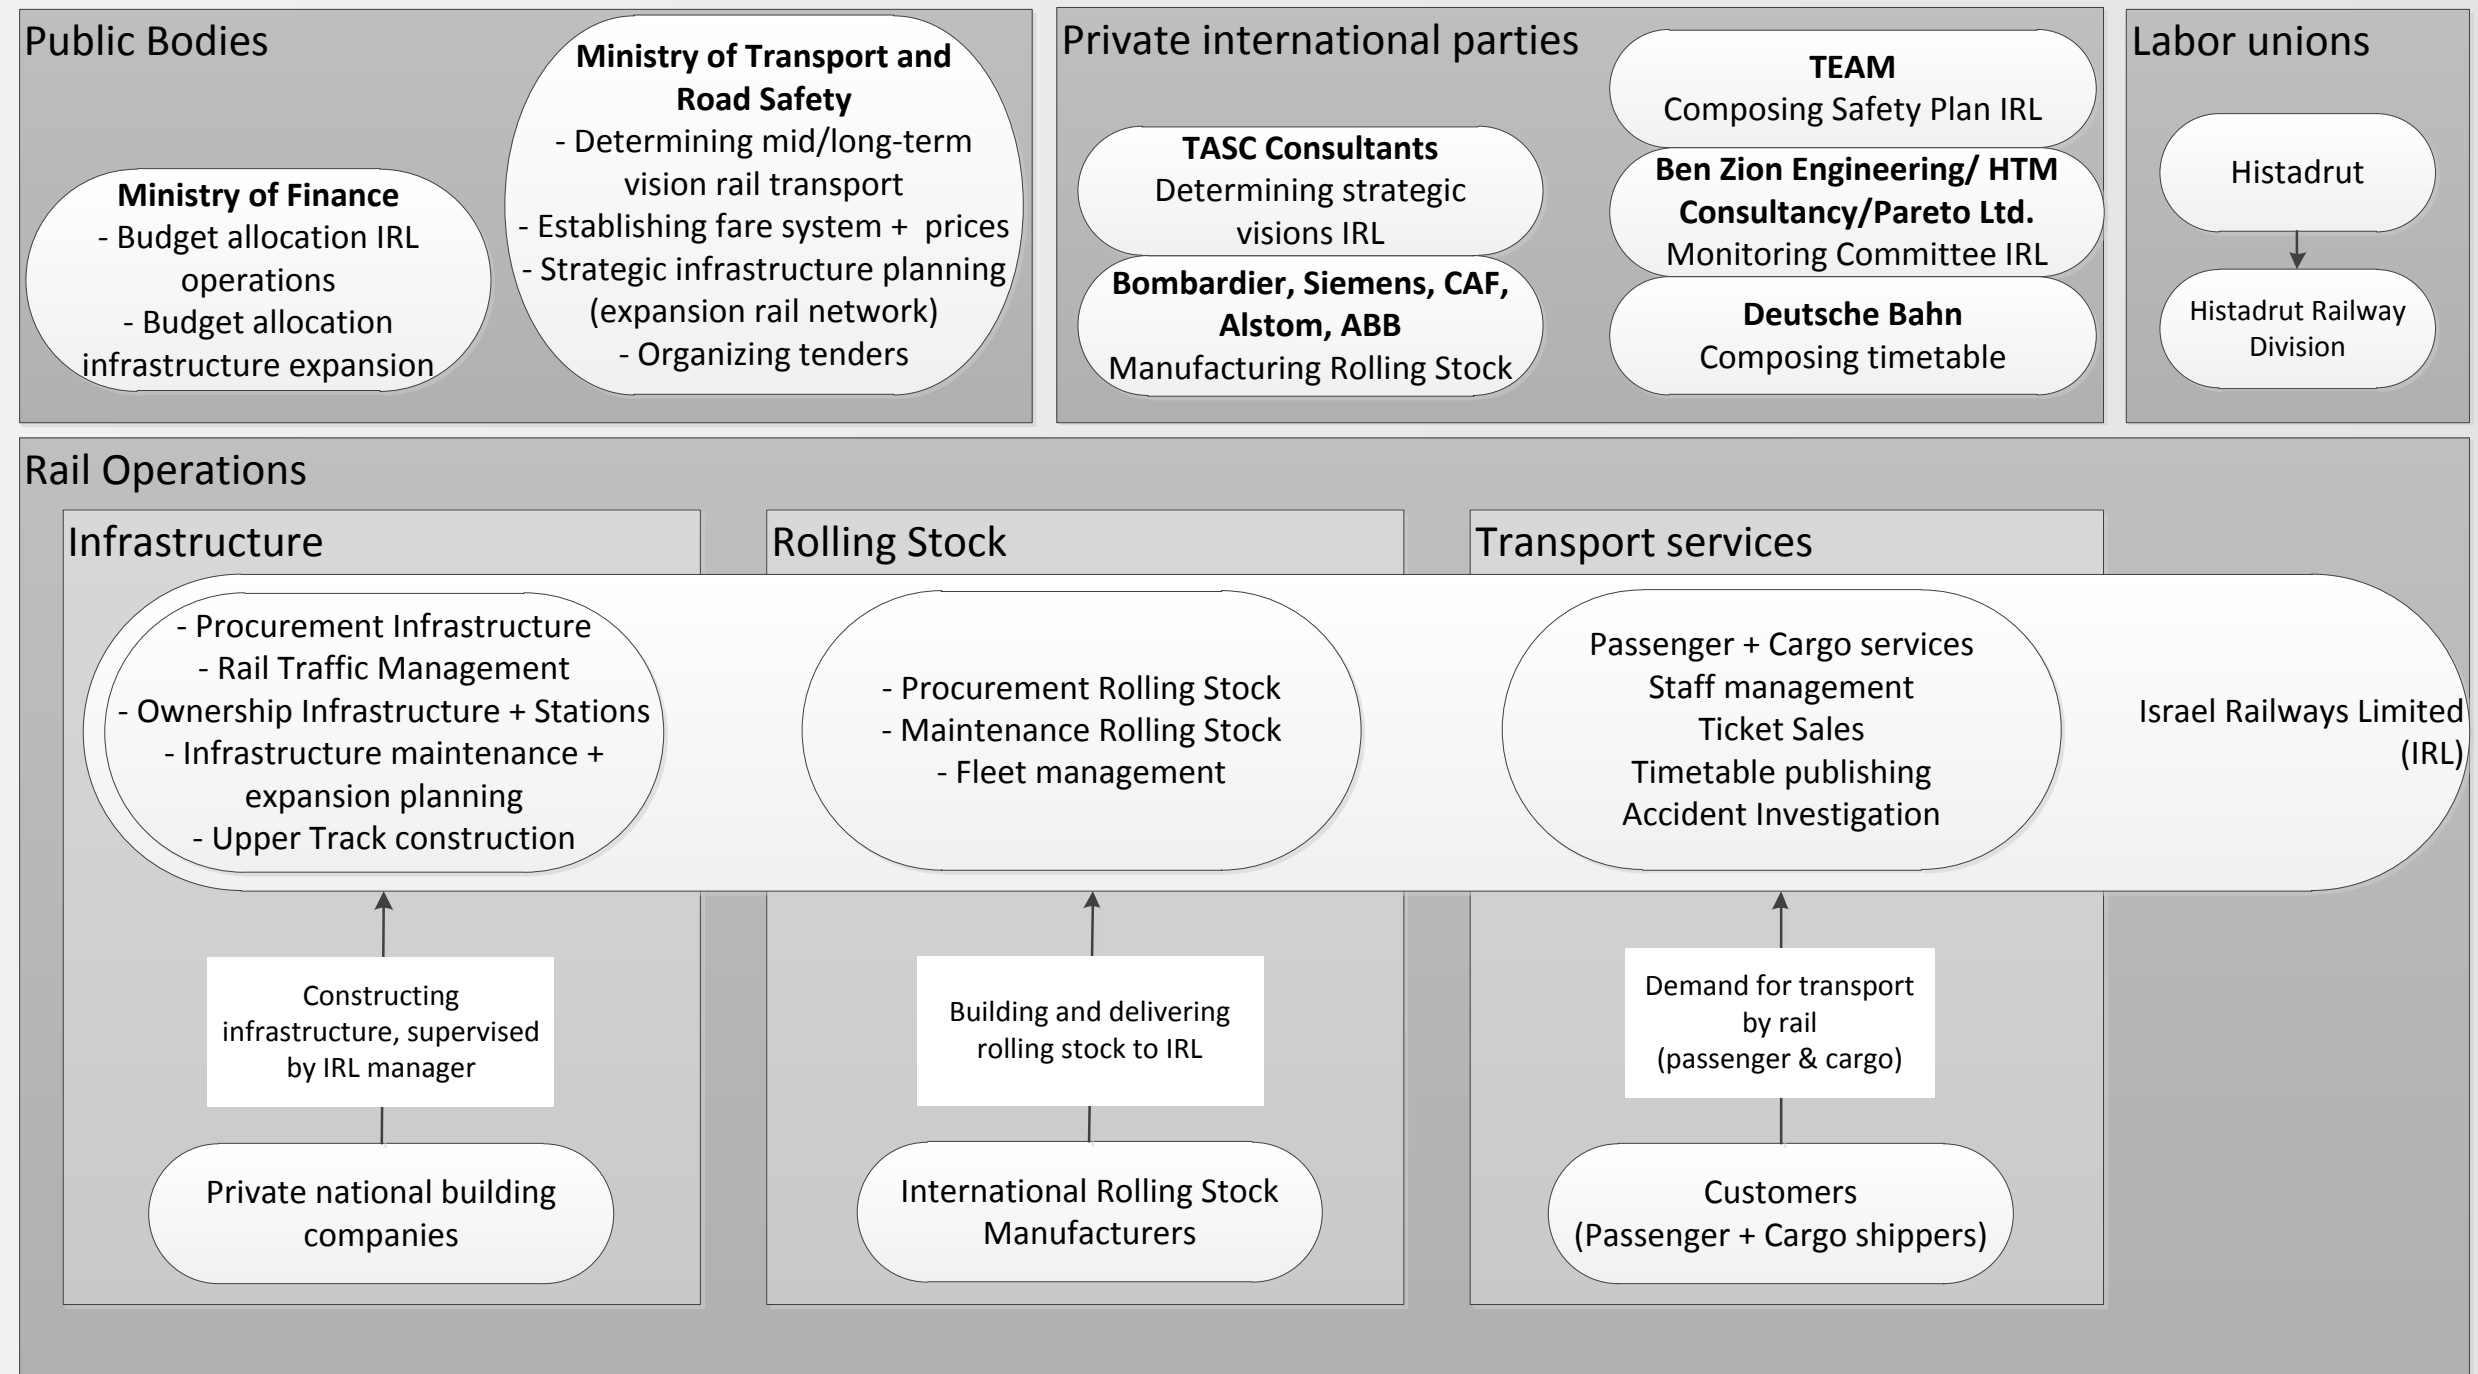 Public Bodies
Ministry of Finance
- Budget allocation IRL
operations
- Budget allocation
infrastructure expansion
Ministry of Transport and
Road Safety
- Determining mid/long-term
vision rail transport
- Establishing fare system + prices
- Strategic infrastructure planning
(expansion rail network)
- Organizing tenders
Private international parties
TASC Consultants
Determining strategic
visions IRL
Bombardier, Siemens, CAF,
Alstom, ABB
Manufacturing Rolling Stock
TEAM
Composing Safety Plan IRL
Ben Zion Engineering/ HTM
Consultancy/Pareto Ltd.
Monitoring Committee IRL
Deutsche Bahn
Composing timetable
Labor unions
Histadrut
Histadrut Railway
Division
Rail Operations
Infrastructure
- Procurement Infrastructure
- Rail Traffic Management
- Ownership Infrastructure + Stations
- Infrastructure maintenance +
expansion planning
- Upper Track construction
Constructing
infrastructure, supervised
by IRL manager
Private national building
companies
Rolling Stock
- Procurement Rolling Stock
- Maintenance Rolling Stock
- Fleet management
Building and delivering
rolling stock to IRL
International Rolling Stock
Manufacturers
Transport services
Passenger + Cargo services
Staff management
Ticket Sales
Timetable publishing
Accident Investigation
Demand for transport
by rail
(passenger & cargo)
Customers
(Passenger + Cargo shippers)
Israel Railways Limited
(IRL)